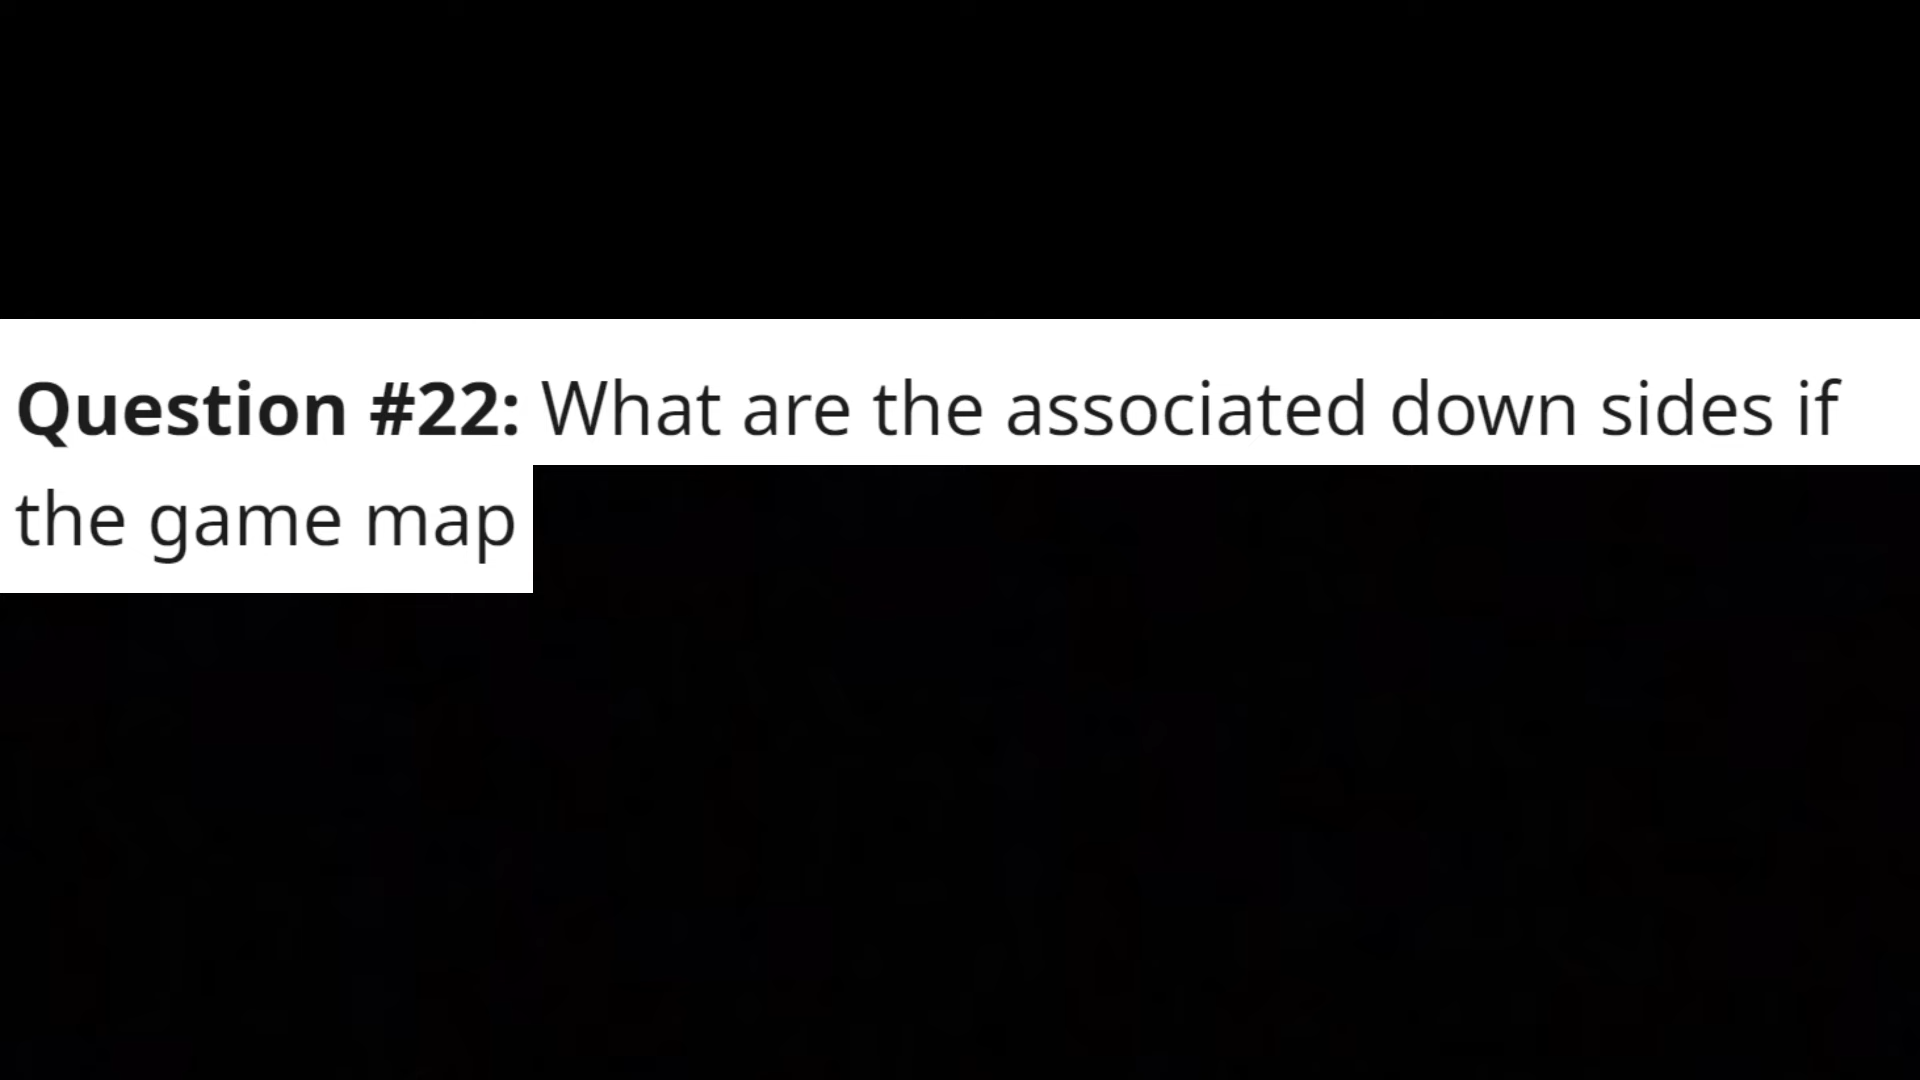 Question #22: What are the associated down sides if
the game map